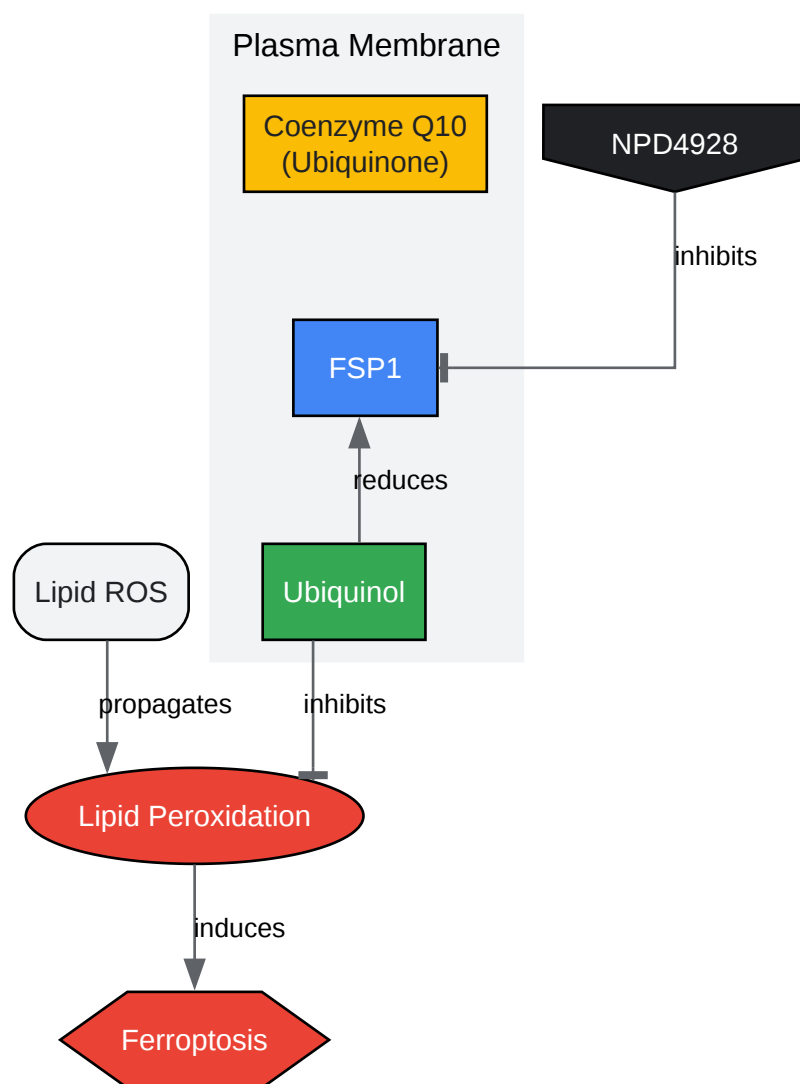 Plasma Membrane
Coenzyme Q10
(Ubiquinone)
NPD4928
inhibits
FSP1
reduces
Lipid ROS
Ubiquinol
propagates
inhibits
Lipid Peroxidation
induces
Ferroptosis